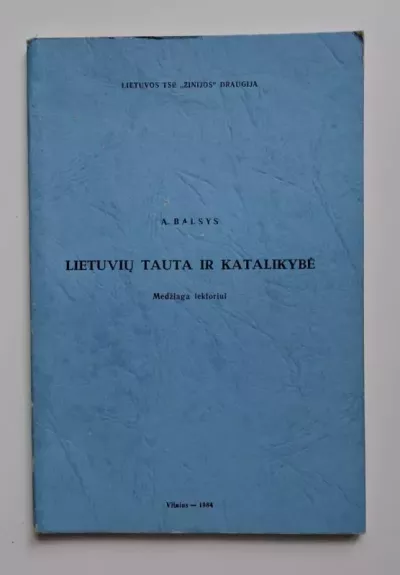 LIETUVOS TSR „ŽINIJOS“ DRAUGIJA
A. BALSYS
LIETUVIŲ TAUTA IR KATALIKYBĖ
Medžiaga lektoriui
Vilnius — 1984